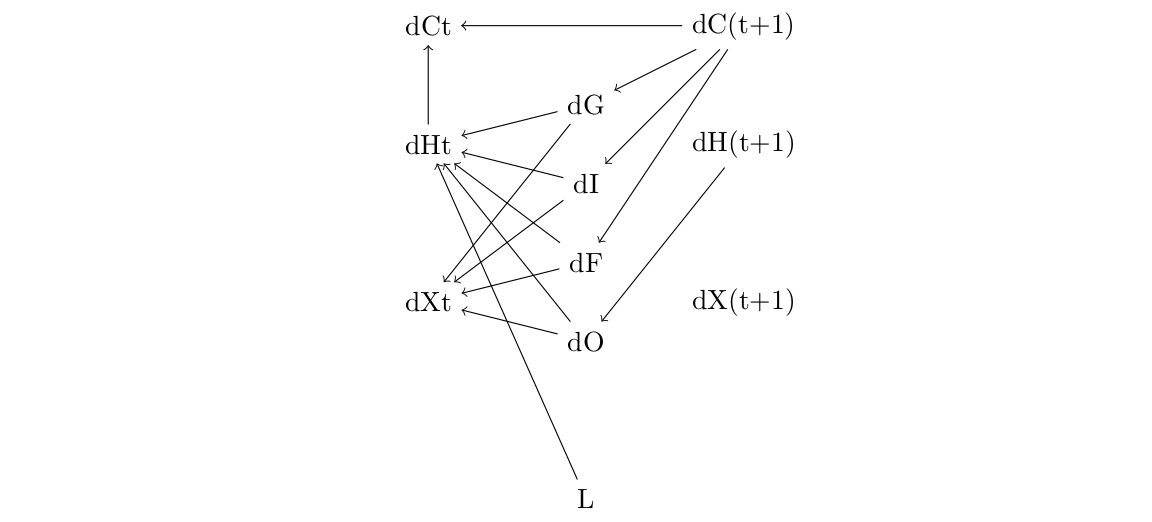 dCt
dC(t+1)
dG
dHt
dH(t+1)
dI
dF
dXt
dX(t+1)
dO
L